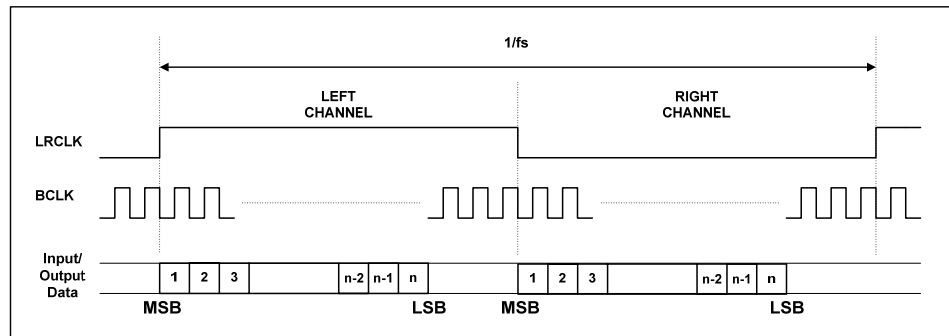 1/fs
LEFT
CHANNEL
RIGHT
CHANNEL
LRCLK
BCLK
Input/
Output
Data
1 2 3 n-2 n-1 n 1 2 3 n-2 n-1 n
MSB LSB MSB LSB